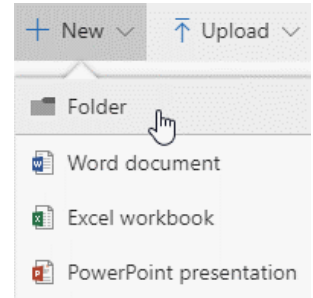 New Upload
Folder
Word document
Excel workbook
PowerPoint presentation